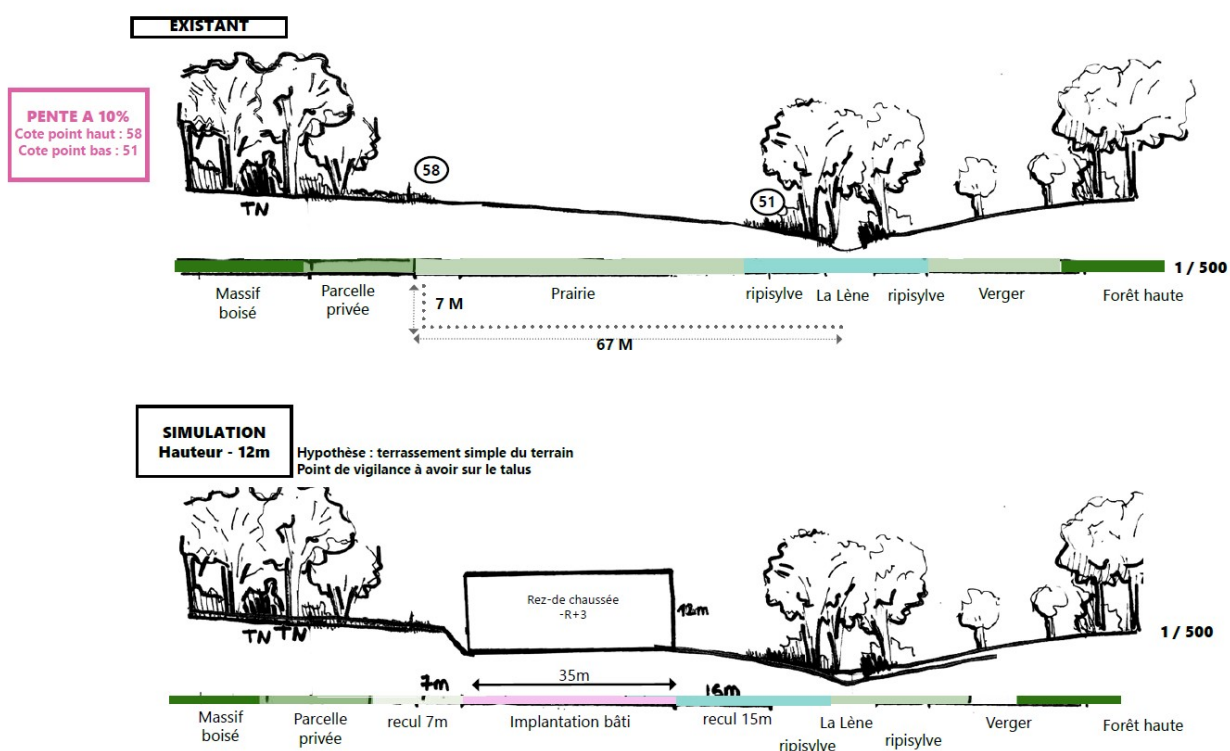 EXISTANT
PENTE A 10%
Cote point haut : 58
Cote point bas : 51
58
51
TN
1 / 500
Massif
boisé
Parcelle
privée
Prairie
ripisylve
La Lène
ripisylve
Verger
Forêt haute
7 M
67 M
SIMULATION
Hauteur - 12m
Hypothèse : terrassement simple du terrain
Point de vigilance à avoir sur le talus
Rez-de chaussée
-R+3
12m
TN TN
1 / 500
7m
35m
15m
Massif
boisé
Parcelle
privée
recul 7m
Implantation bâti
recul 15m
La Lène
ripisylve
ripisylve
Verger
Forêt haute